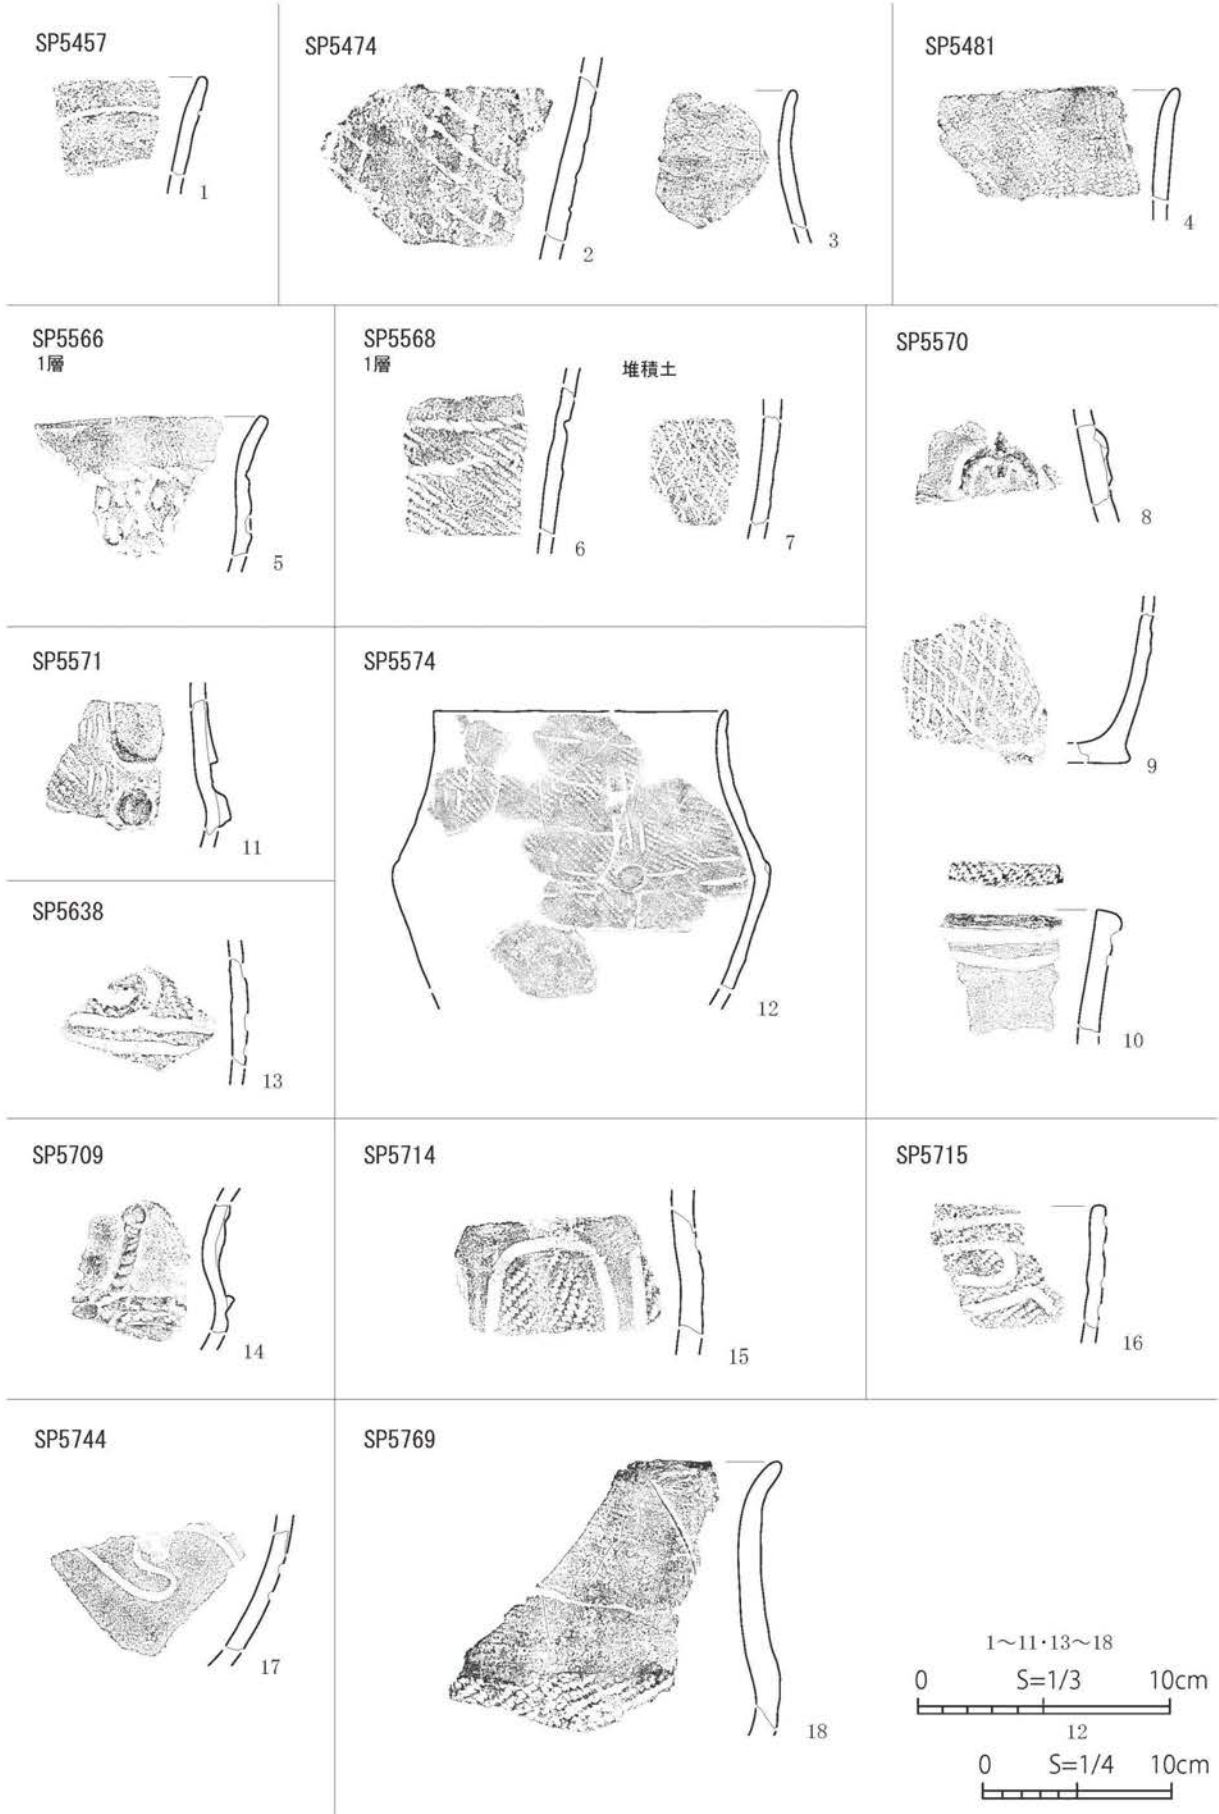 SP5457
1
SP5474
2
3
SP5481
4
SP5566
1層
5
SP5568
1層
堆積土
6
7
SP5570
8
9
10
SP5571
11
SP5574
12
SP5638
13
SP5709
14
SP5714
15
SP5715
16
SP5744
17
SP5769
18
1～11・13～18
0 S=1/3 10cm
12
0 S=1/4 10cm